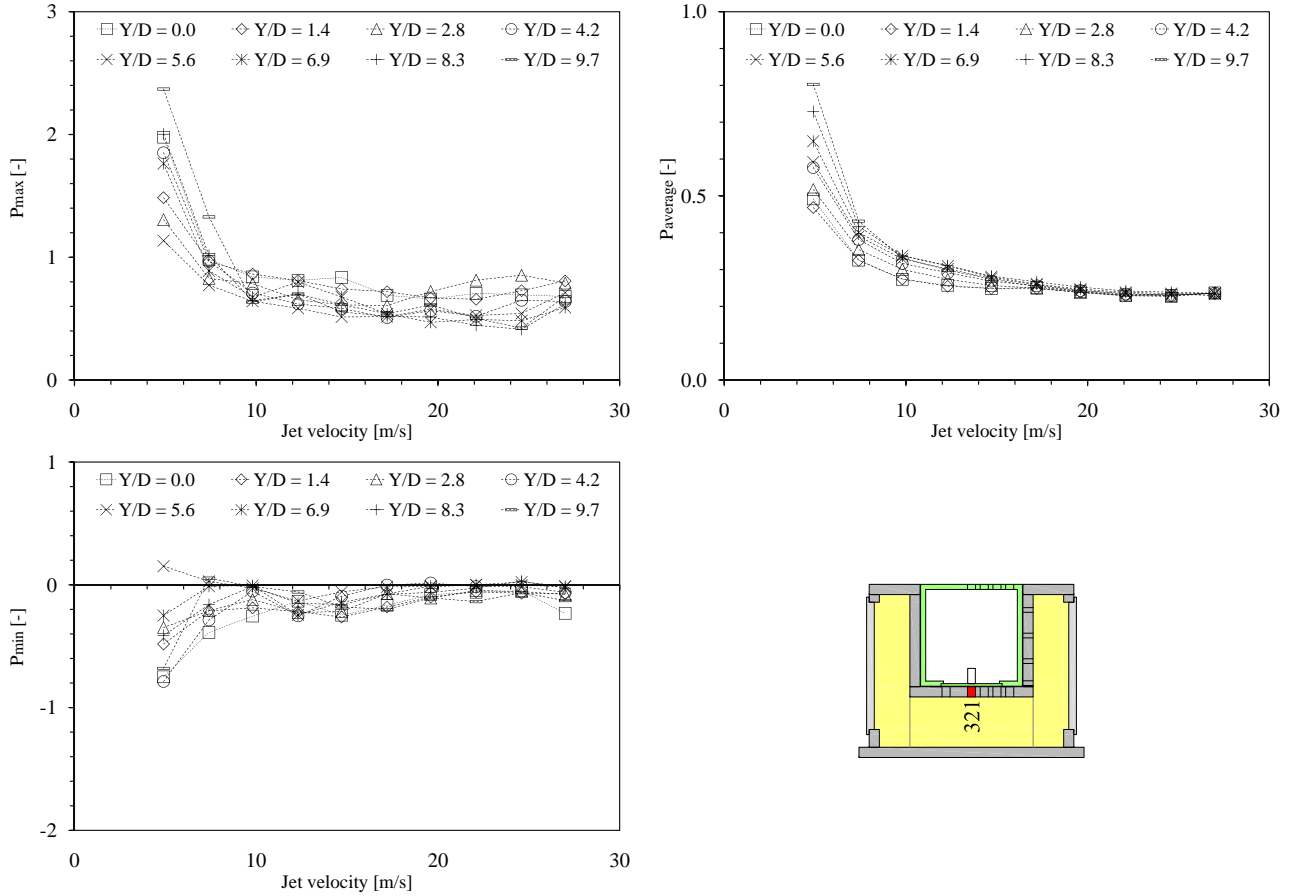 3
Y/D = 0.0 Y/D = 1.4 Y/D = 2.8 Y/D = 4.2
Y/D = 5.6 Y/D = 6.9 Y/D = 8.3 Y/D = 9.7
2
Pmax [-]
1
0
0 10 20 30
Jet velocity [m/s]
1.0
Y/D = 0.0 Y/D = 1.4 Y/D = 2.8 Y/D = 4.2
Y/D = 5.6 Y/D = 6.9 Y/D = 8.3 Y/D = 9.7
Paverage [-]
0.5
0.0
0 10 20 30
Jet velocity [m/s]
1
Y/D = 0.0 Y/D = 1.4 Y/D = 2.8 Y/D = 4.2
Y/D = 5.6 Y/D = 6.9 Y/D = 8.3 Y/D = 9.7
0
Pmin [-]
-1
-2
0 10 20 30
Jet velocity [m/s]
321